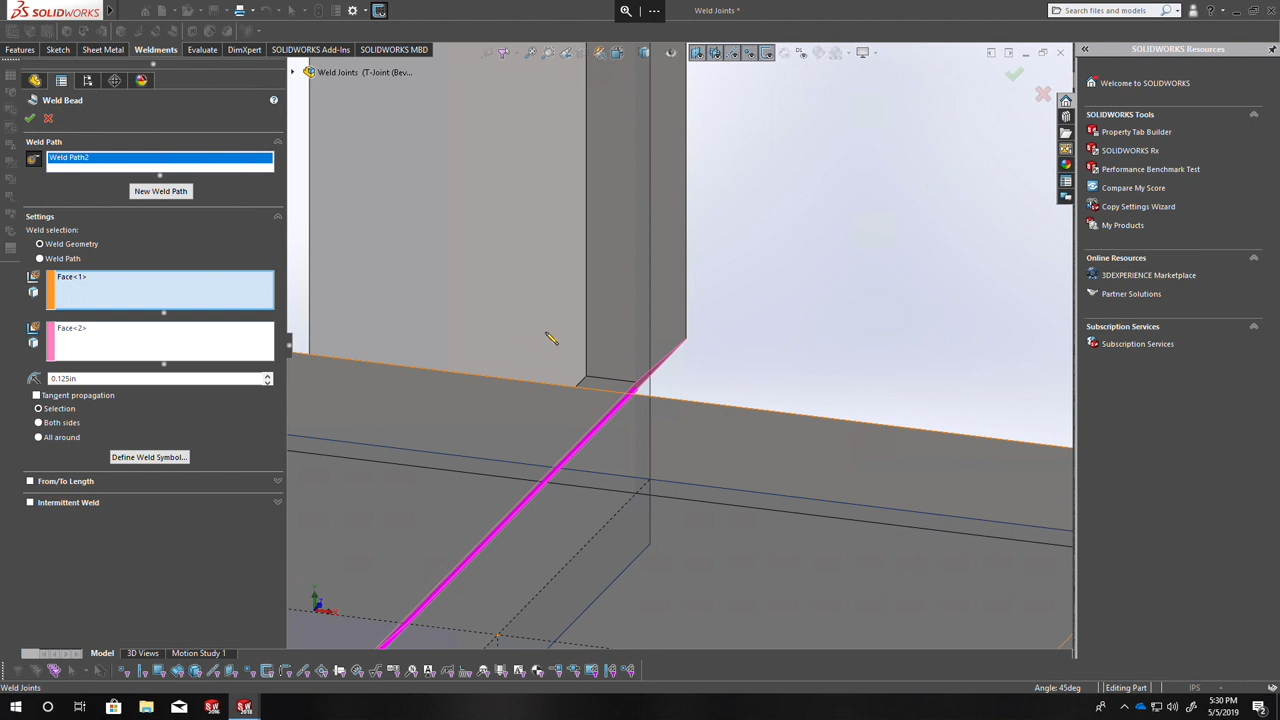 SOLIDWORKS
Weld Joints *
Search files and models
Features
Sketch
Sheet Metal
Weldments
Evaluate
DimXpert
SOLIDWORKS Add-Ins
SOLIDWORKS MBD
SOLIDWORKS Resources
Weld Joints (T-Joint (Bev...
Welcome to SOLIDWORKS
Weld Bead
SOLIDWORKS Tools
Property Tab Builder
Weld Path
SOLIDWORKS Rx
Weld Path2
Performance Benchmark Test
New Weld Path
Compare My Score
Copy Settings Wizard
Settings
My Products
Weld selection:
Weld Geometry
Weld Path
Online Resources
Face<1>
3DEXPERIENCE Marketplace
Partner Solutions
Face<2>
Subscription Services
Subscription Services
0.125in
Tangent propagation
Selection
Both sides
All around
Define Weld Symbol...
From/To Length
Intermittent Weld
Model
3D Views
Motion Study 1
Weld Joints
Angle: 45deg
Editing Part
IPS
5:30 PM
5/5/2019